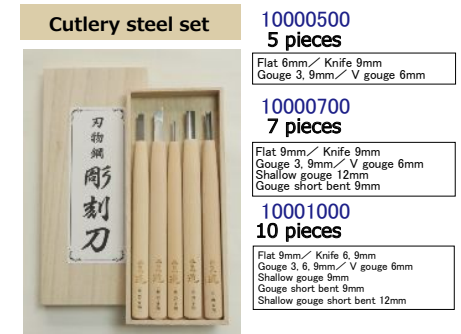 Cutlery steel set
刃物鋼
彫刻刀
10000500
5 pieces
Flat 6mm／ Knife 9mm
Gouge 3, 9mm／ V gouge 6mm
10000700
7 pieces
Flat 9mm／ Knife 9mm
Gouge 3, 9mm／ V gouge 6mm
Shallow gouge 12mm
Gouge short bent 9mm
10001000
10 pieces
Flat 9mm／ Knife 6, 9mm
Gouge 3, 6, 9mm／ V gouge 6mm
Shallow gouge 9mm
Gouge short bent 9mm
Shallow gouge short bent 12mm